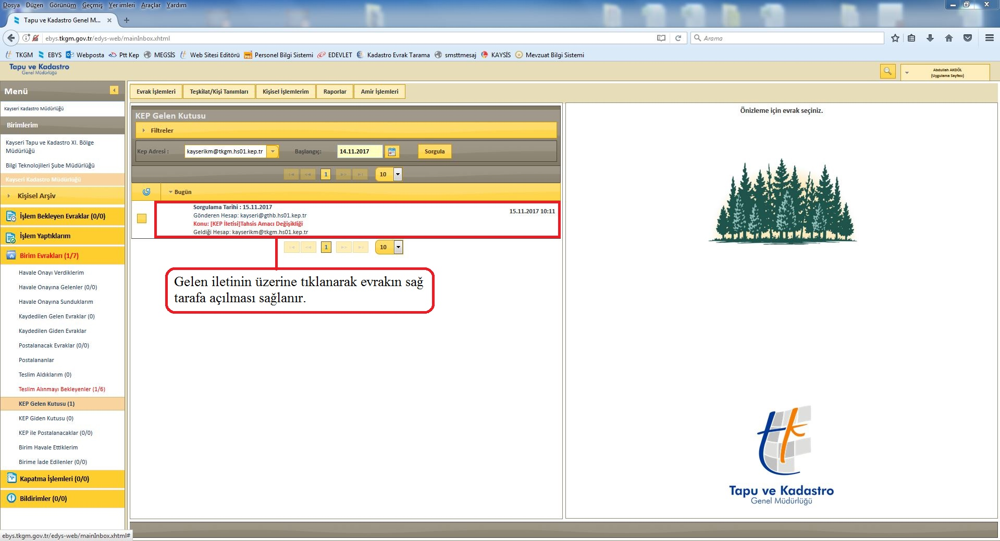 Dosya Düzen Görünüm Geçmiş Yer imleri Araçlar Yardım
Tapu ve Kadastro Genel M...
ebys.tkgm.gov.tr/edys-web/mainInbox.xhtml
Arama
TKGM EBYS Webposta Ptt Kep MEGSİS Web Sitesi Editörü Personel Bilgi Sistemi EDEVLET Kadastro Evrak Tarama smsttmesaj KAYSİS Mevzuat Bilgi Sistemi
Tapu ve Kadastro
Genel Müdürlüğü
Abdullah AKDÖL
(Uygulama Sayfası)
Menü
Kayseri Kadastro Müdürlüğü
Birimlerim
Kayseri Tapu ve Kadastro XI. Bölge
Müdürlüğü
Bilgi Teknolojileri Şube Müdürlüğü
Kayseri Kadastro Müdürlüğü
Kişisel Arşiv
İşlem Bekleyen Evraklar (0/0)
İşlem Yaptıklarım
Birim Evrakları (1/7)
Havale Onayı Verdiklerim
Havale Onayına Gelenler (0/0)
Havale Onayına Sunduklarım
Kaydedilen Gelen Evraklar (0)
Kaydedilen Giden Evraklar
Postalanacak Evraklar (0/0)
Postalananlar
Teslim Aldıklarım (0)
Teslim Alınmayı Bekleyenler (1/6)
KEP Gelen Kutusu (1)
KEP Giden Kutusu (0)
KEP ile Postalanacaklar (0/0)
Birim Havale Ettiklerim
Birime İade Edilenler (0/0)
Kapatma İşlemleri (0/0)
Bildirimler (0/0)
ebys.tkgm.gov.tr/edys-web/mainInbox.xhtml#
Evrak İşlemleri Teşkilat/Kişi Tanımları Kişisel İşlemlerim Raporlar Amir İşlemleri
KEP Gelen Kutusu
Filtreler
Kep Adresi : kayserikm@tkgm.hs01.kep.tr Başlangıç: 14.11.2017 Sorgula
1 10
Bugün
Sorgulama Tarihi : 15.11.2017
Gönderen Hesap: kayseri@gthb.hs01.kep.tr
15.11.2017 10:11
Konu: [KEP İletisi]Tahsis Amacı Değişikliği
Geldiği Hesap: kayserikm@tkgm.hs01.kep.tr
1 10
Gelen iletinin üzerine tıklanarak evrakın sağ
tarafa açılması sağlanır.
Önizleme için evrak seçiniz.
Tapu ve Kadastro
Genel Müdürlüğü